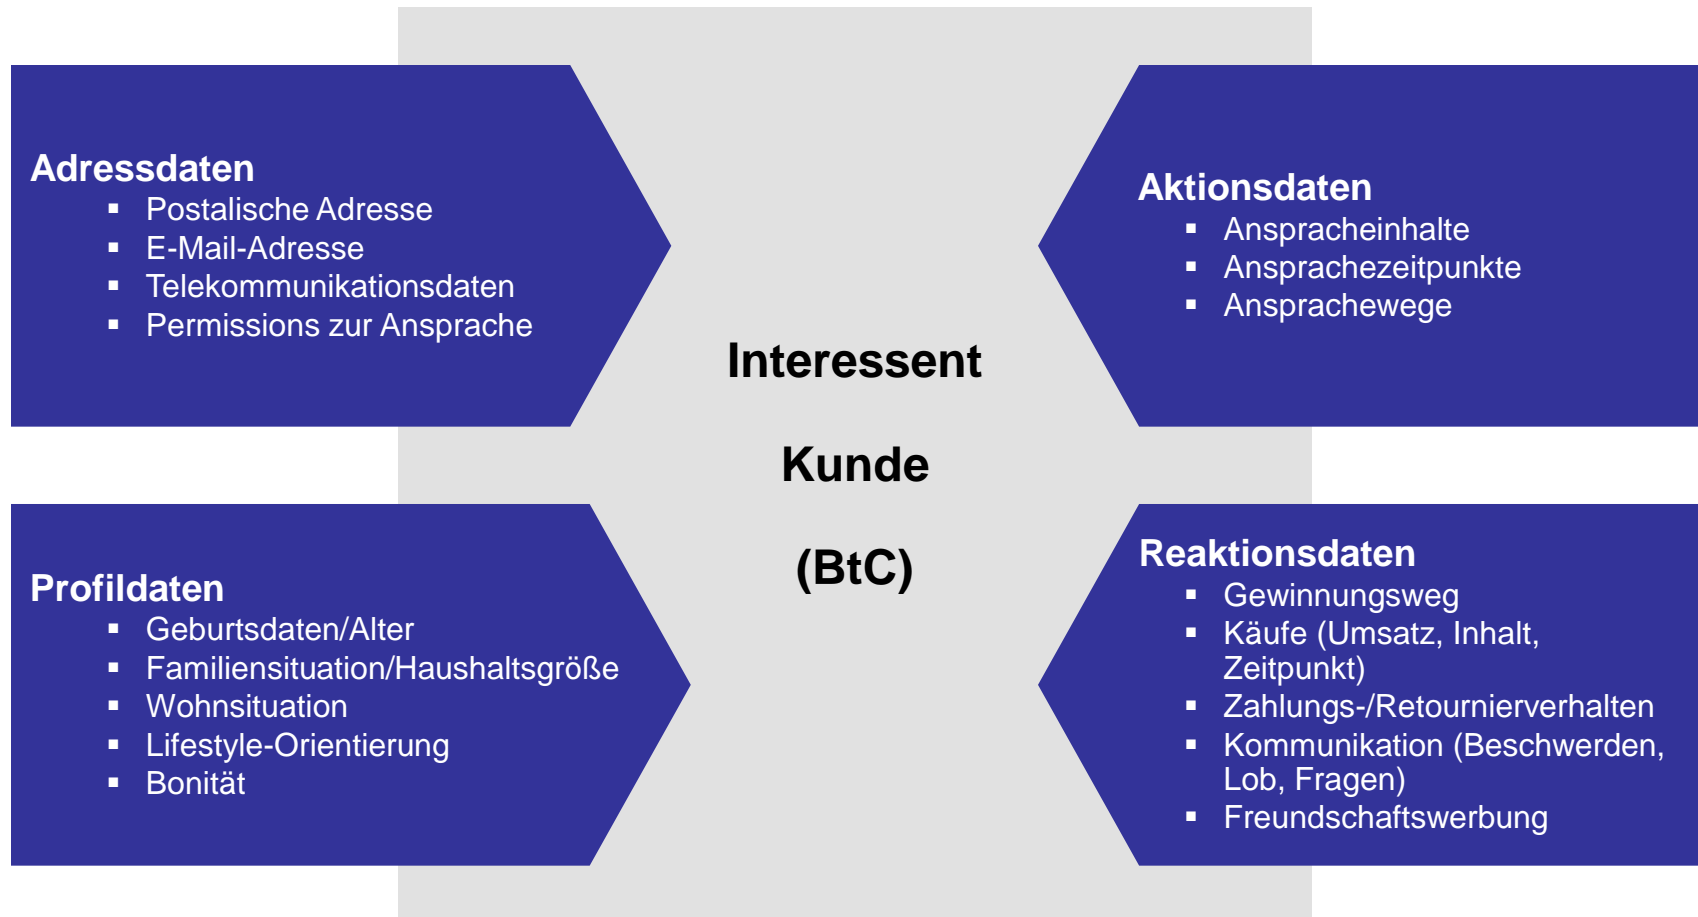 Adressdaten
▪ Postalische Adresse
▪ E-Mail-Adresse
▪ Telekommunikationsdaten
▪ Permissions zur Ansprache
Profildaten
▪ Geburtsdaten/Alter
▪ Familiensituation/Haushaltsgröße
▪ Wohnsituation
▪ Lifestyle-Orientierung
▪ Bonität
Interessent
Kunde
(BtC)
Aktionsdaten
▪ Anspracheinhalte
▪ Ansprachezeitpunkte
▪ Ansprachewege
Reaktionsdaten
▪ Gewinnungsweg
▪ Käufe (Umsatz, Inhalt,
Zeitpunkt)
▪ Zahlungs-/Retournierverhalten
▪ Kommunikation (Beschwerden,
Lob, Fragen)
▪ Freundschaftswerbung